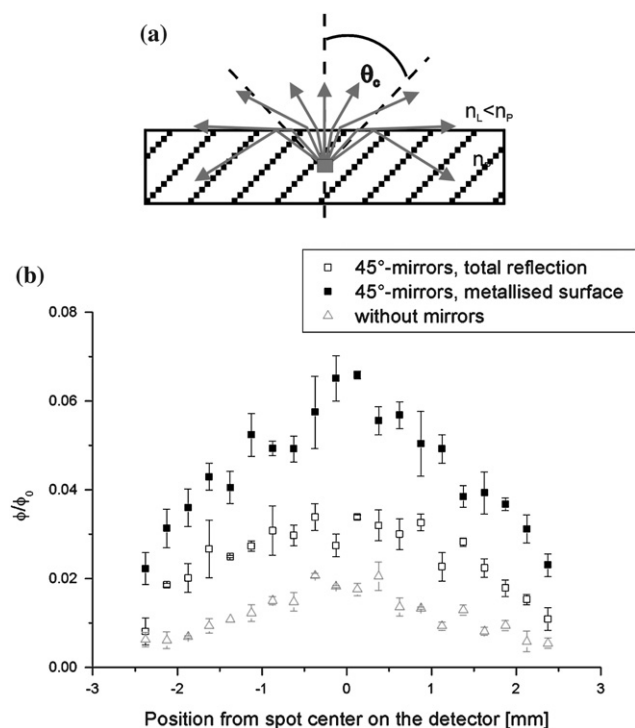 (a)
θc
nL<nP
n
(b)
45°-mirrors, total reflection
45°-mirrors, metallised surface
without mirrors
0.08
0.06
0.04
0.02
0.00
ϕ/ϕ0
-3
-2
-1
0
1
2
3
Position from spot center on the detector [mm]